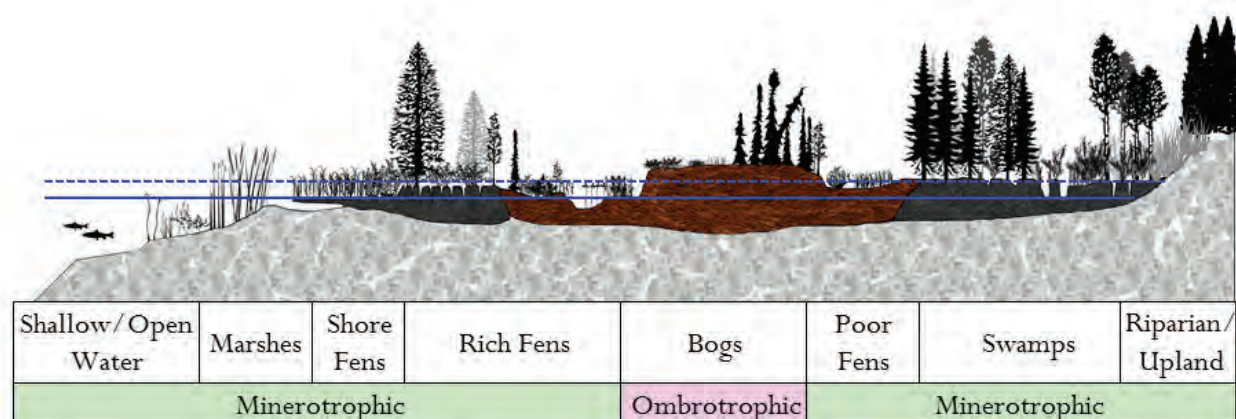 Shallow/Open Water
Marshes
Shore Fens
Rich Fens
Bogs
Poor Fens
Swamps
Riparian/ Upland
Minerotrophic
Ombrotrophic
Minerotrophic